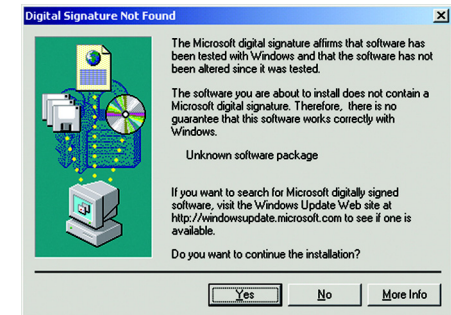 Digital Signature Not Found
The Microsoft digital signature affirms that software has
been tested with Windows and that the software has not
been altered since it was tested.
The software you are about to install does not contain a
Microsoft digital signature. Therefore, there is no
guarantee that this software works correctly with
Windows.
Unknown software package
If you want to search for Microsoft digitally signed
software, visit the Windows Update Web site at
http://windowsupdate.microsoft.com to see if one is
available.
Do you want to continue the installation?
Yes No More Info